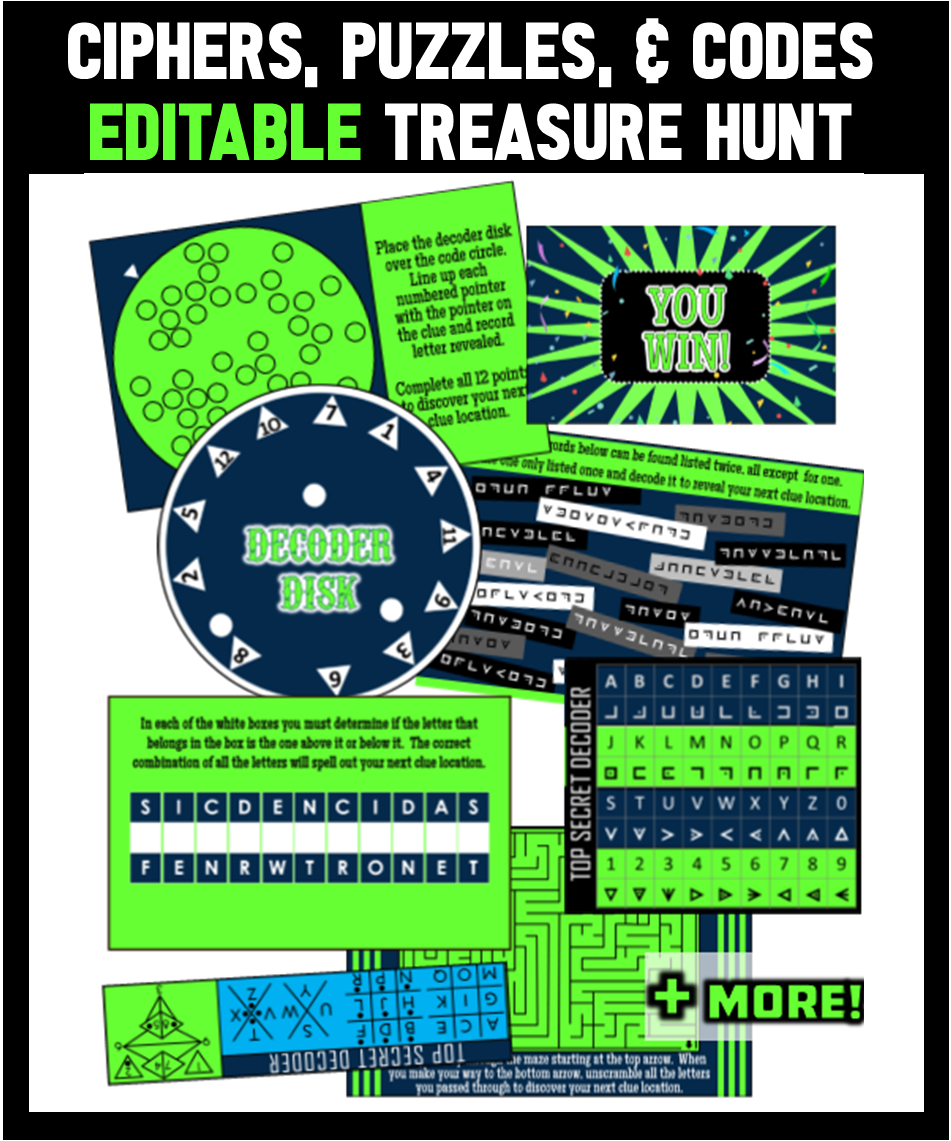 CIPHERS, PUZZLES, & CODES
EDITABLE TREASURE HUNT
Place the decoder disk
over the code circle.
Line up each
numbered pointer
with the pointer on
the clue and record
letter revealed.
Complete all 12 point
to discover your nex
clue location.
YOU
WIN!
ords below can be found listed twice, all except for one.
one only listed once and decode it to reveal your next clue location.
7
1
4
11
9
3
6
8
2
5
12
10
DECODER
DISK
TOP SECRET DECODER
A B C D E F G H I
J K L M N O P Q R
S T U V W X Y Z 0
1 2 3 4 5 6 7 8 9
In each of the white boxes you must determine if the letter that
belongs in the box is the one above it or below it. The correct
combination of all the letters will spell out your next clue location.
S I C D E N C I D A S
F E N R W T R O N E T
+ MORE!
TOP SECRET DECODER
A C E
B D F
G I K
H J L
M O Q
N P R
S
U W Y
T
V X Z
the maze starting at the top arrow. When
you make your way to the bottom arrow, unscramble all the letters
you passed through to discover your next clue location.